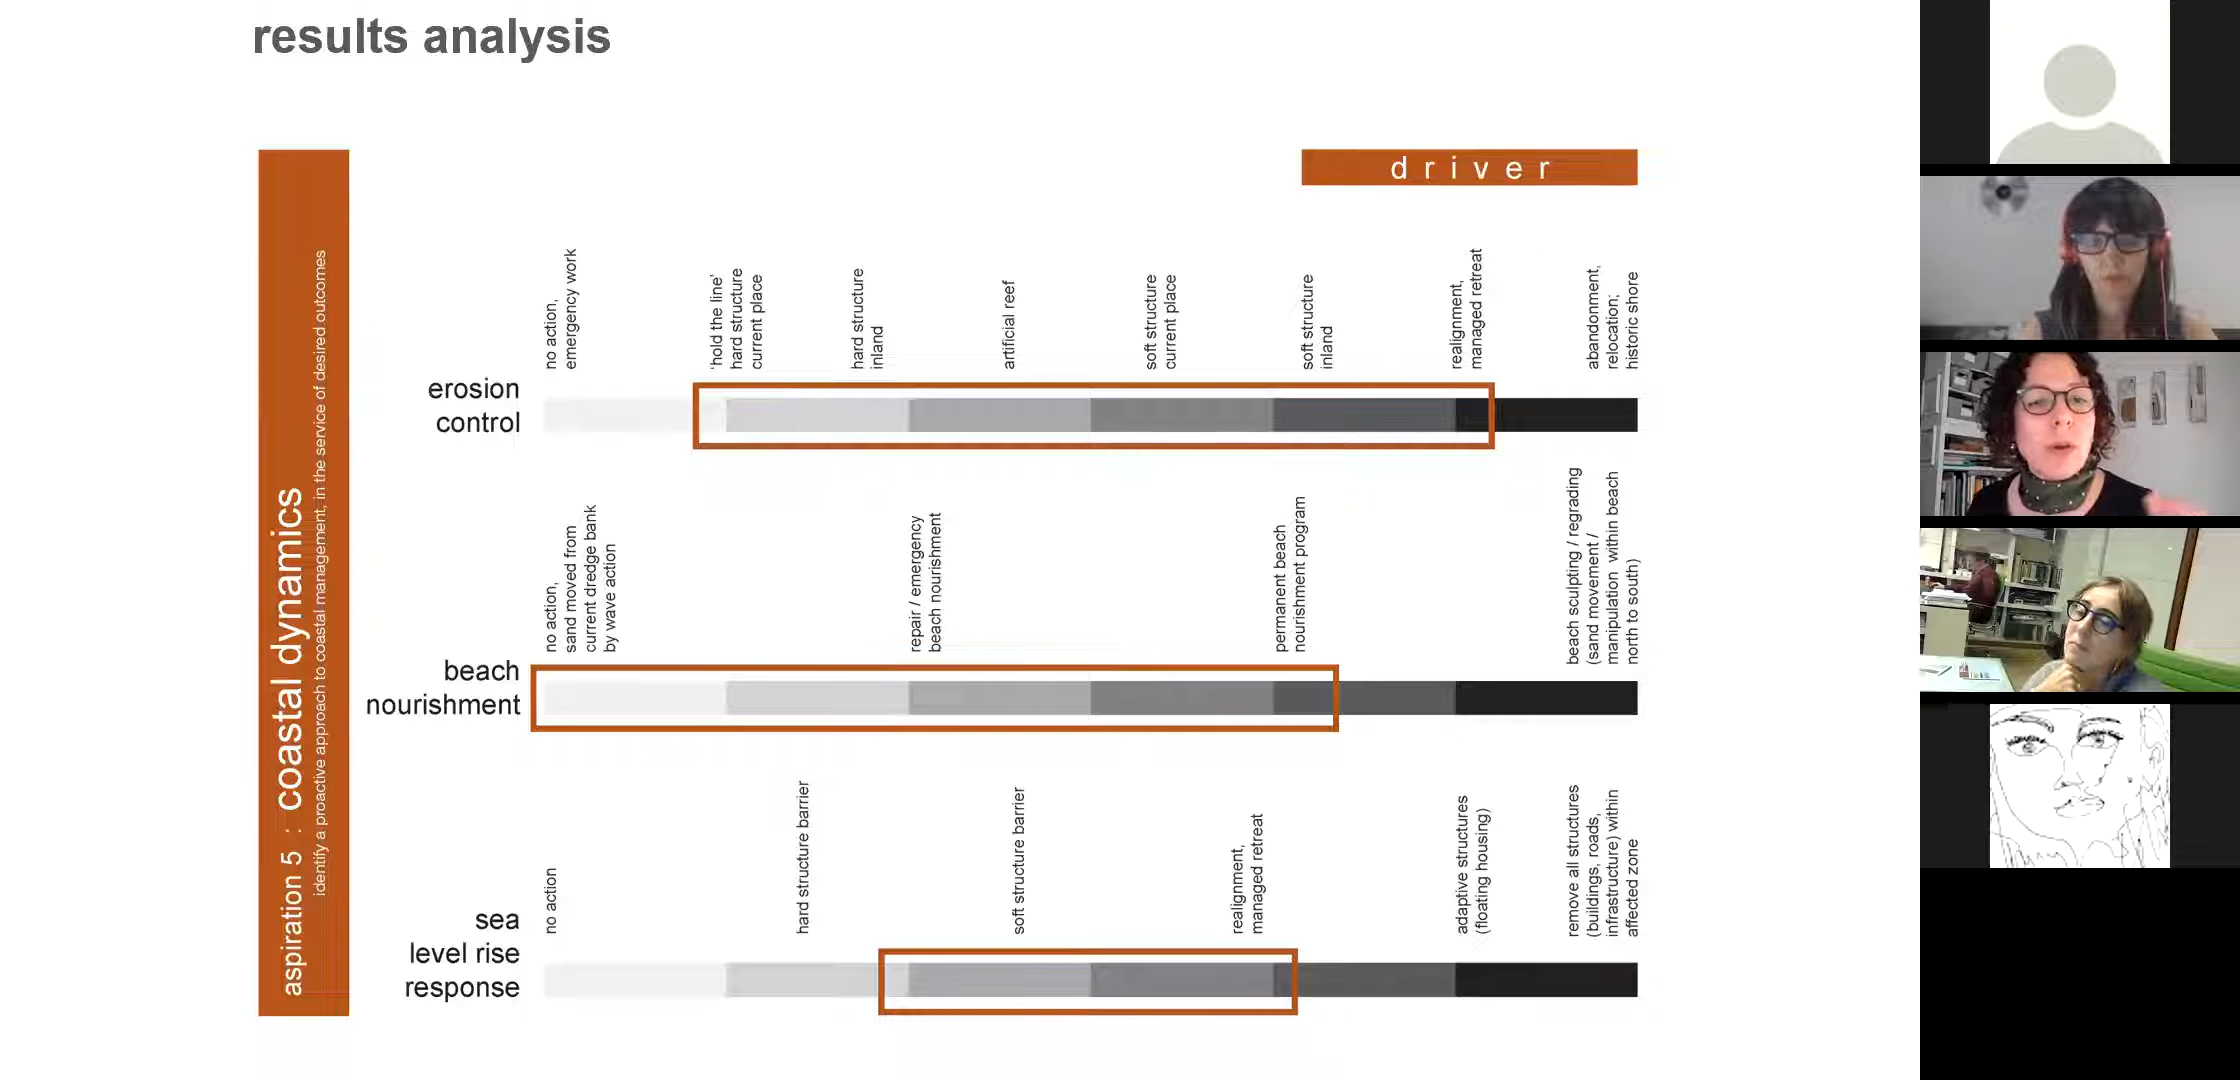 results analysis
driver
aspiration 5 : coastal dynamics
identify a proactive approach to coastal management, in the service of desired outcomes
erosion
control
no action,
emergency work
'hold the line'
hard structure
current place
hard structure
inland
artificial reef
soft structure
current place
soft structure
inland
realignment,
managed retreat
abandonment,
relocation;
historic shore
beach
nourishment
no action,
sand moved from
current dredge bank
by wave action
repair / emergency
beach nourishment
permanent beach
nourishment program
beach sculpting / regrading
(sand movement /
manipulation within beach
north to south)
sea
level rise
response
no action
hard structure barrier
soft structure barrier
realignment,
managed retreat
adaptive structures
(floating housing)
remove all structures
(buildings, roads,
infrastructure) within
affected zone